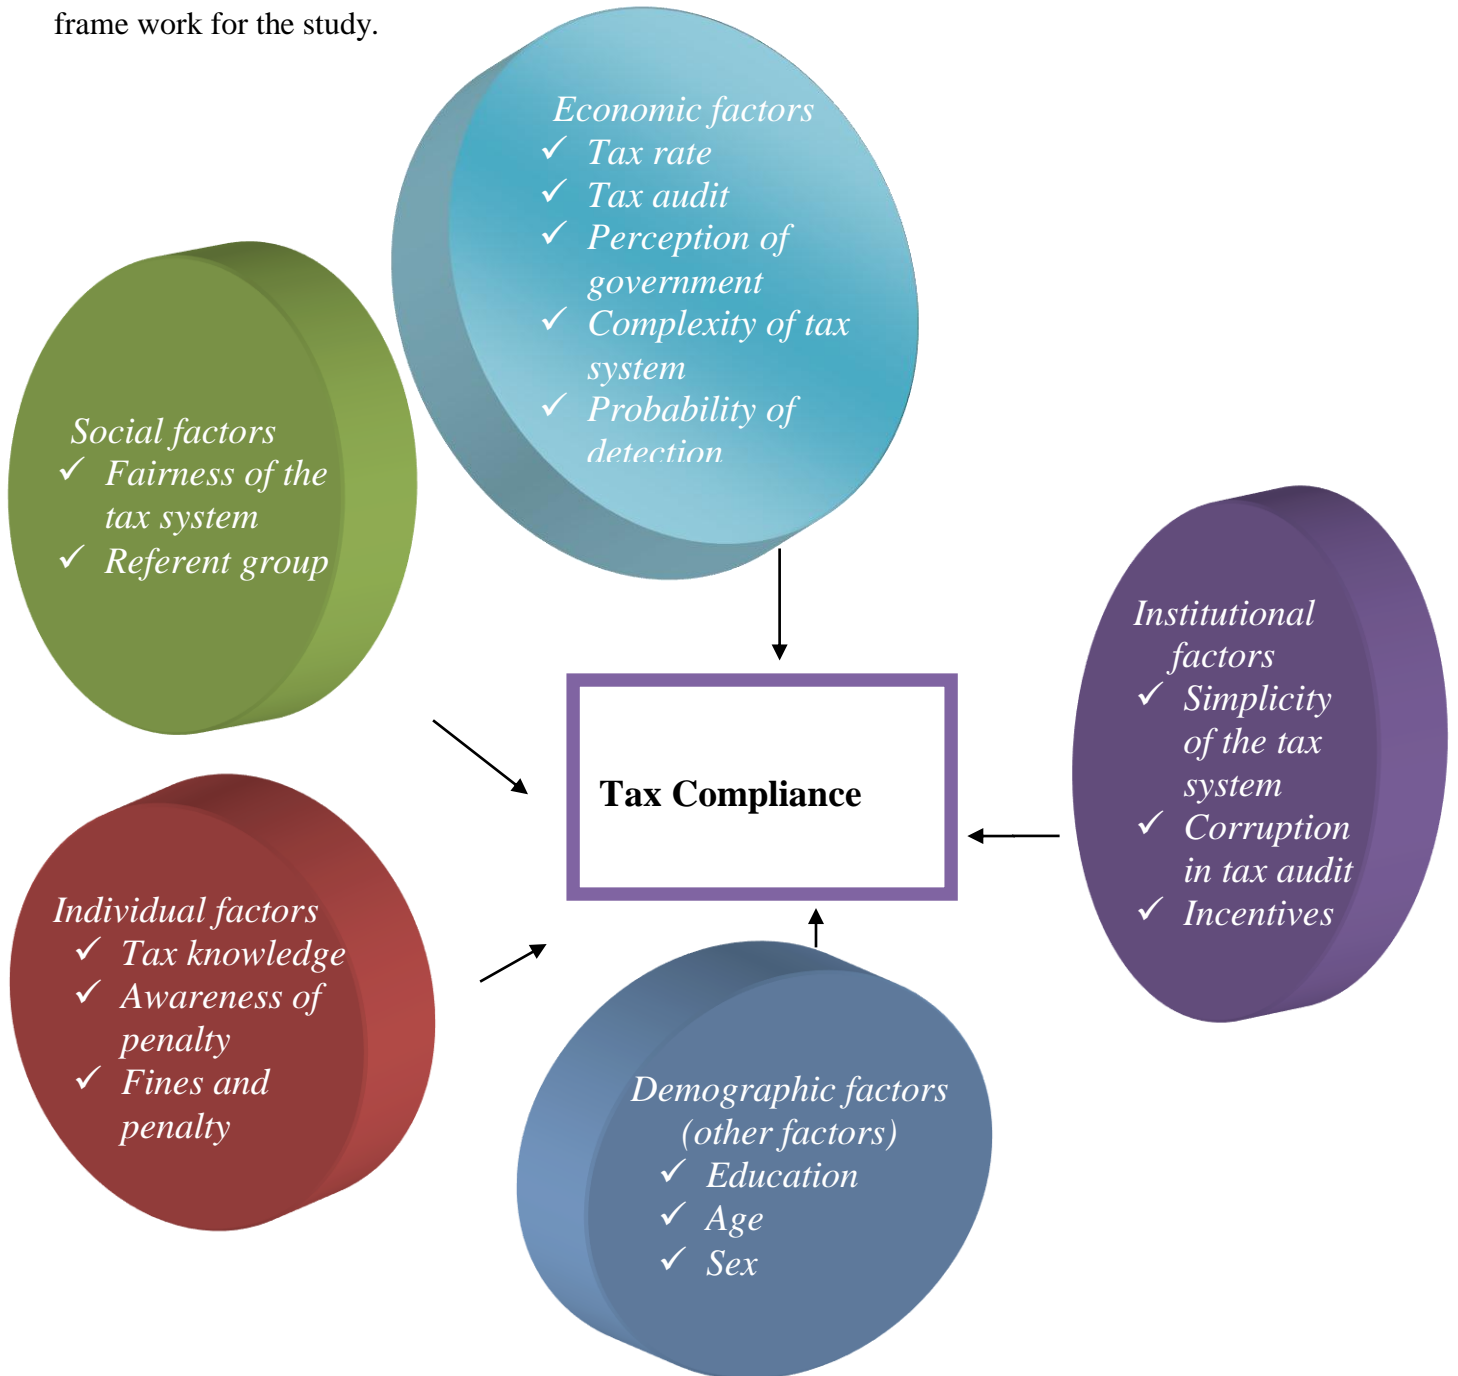 frame work for the study.
Economic factors
✓ Tax rate
✓ Tax audit
✓ Perception of
government
✓ Complexity of tax
system
✓ Probability of
detection
Social factors
✓ Fairness of the
tax system
✓ Referent group
Institutional
factors
✓ Simplicity
of the tax
system
✓ Corruption
in tax audit
✓ Incentives
Tax Compliance
Individual factors
✓ Tax knowledge
✓ Awareness of
penalty
✓ Fines and
penalty
Demographic factors
(other factors)
✓ Education
✓ Age
✓ Sex